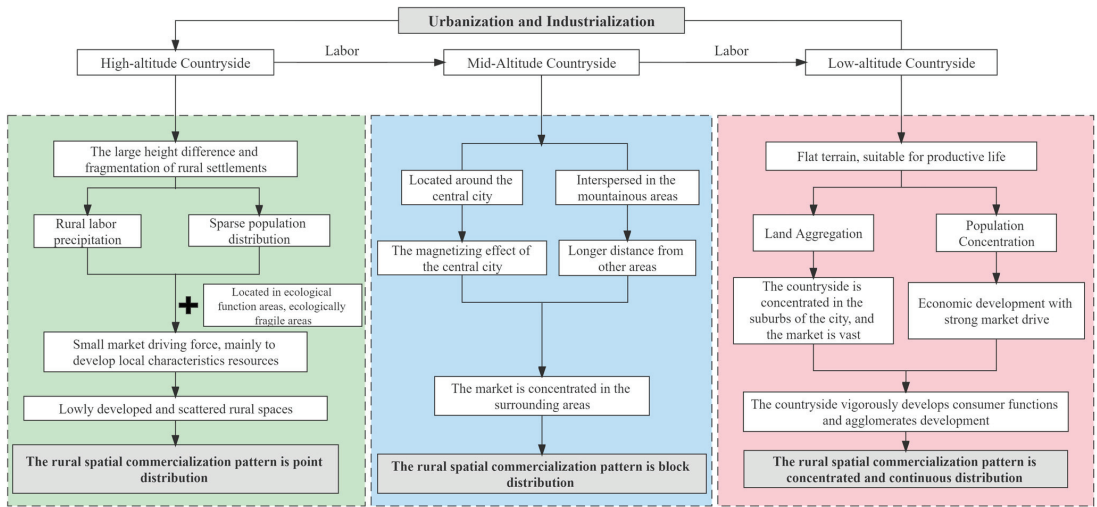 Urbanization and Industrialization
High-altitude Countryside
Labor
Mid-Altitude Countryside
Labor
Low-altitude Countryside
The large height difference and
fragmentation of rural settlements
Rural labor
precipitation
Sparse population
distribution
Located in ecological
function areas, ecologically
fragile areas
Small market driving force, mainly to
develop local characteristics resources
Lowly developed and scattered rural spaces
The rural spatial commercialization pattern is point
distribution
Located around the
central city
Interspersed in the
mountainous areas
The magnetizing effect of
the central city
Longer distance from
other areas
The market is concentrated in the
surrounding areas
The rural spatial commercialization pattern is block
distribution
Flat terrain, suitable for productive life
Land Aggregation
Population
Concentration
The countryside is
concentrated in the
suburbs of the city, and
the market is vast
Economic development with
strong market drive
The countryside vigorously develops consumer functions
and agglomerates development
The rural spatial commercialization pattern is
concentrated and continuous distribution